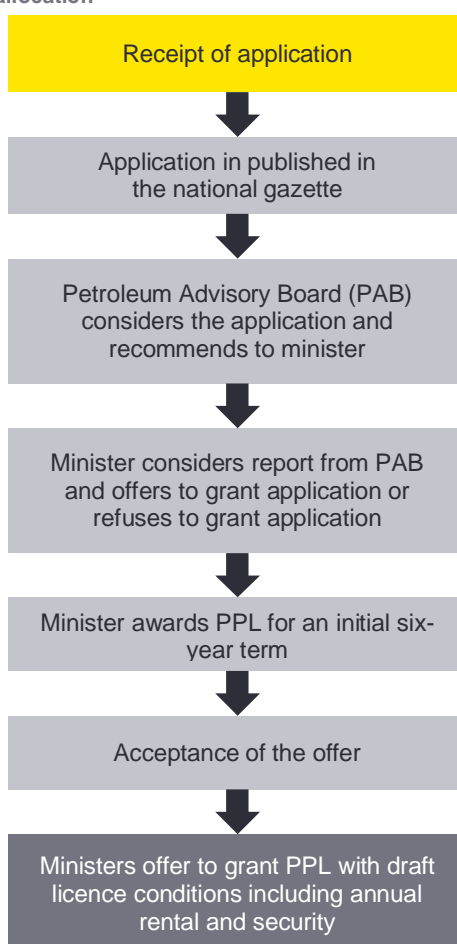 allocation
Receipt of application
Application in published in
the national gazette
Petroleum Advisory Board (PAB)
considers the application and
recommends to minister
Minister considers report from PAB
and offers to grant application or
refuses to grant application
Minister awards PPL for an initial six-
year term
Acceptance of the offer
Ministers offer to grant PPL with draft
licence conditions including annual
rental and security